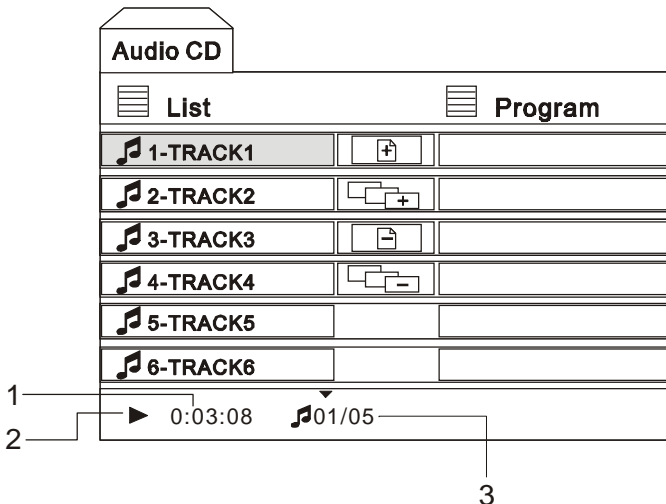 Audio CD
List Program
1-TRACK1
2-TRACK2
3-TRACK3
4-TRACK4
5-TRACK5
6-TRACK6
1
0:03:08 01/05
2
3